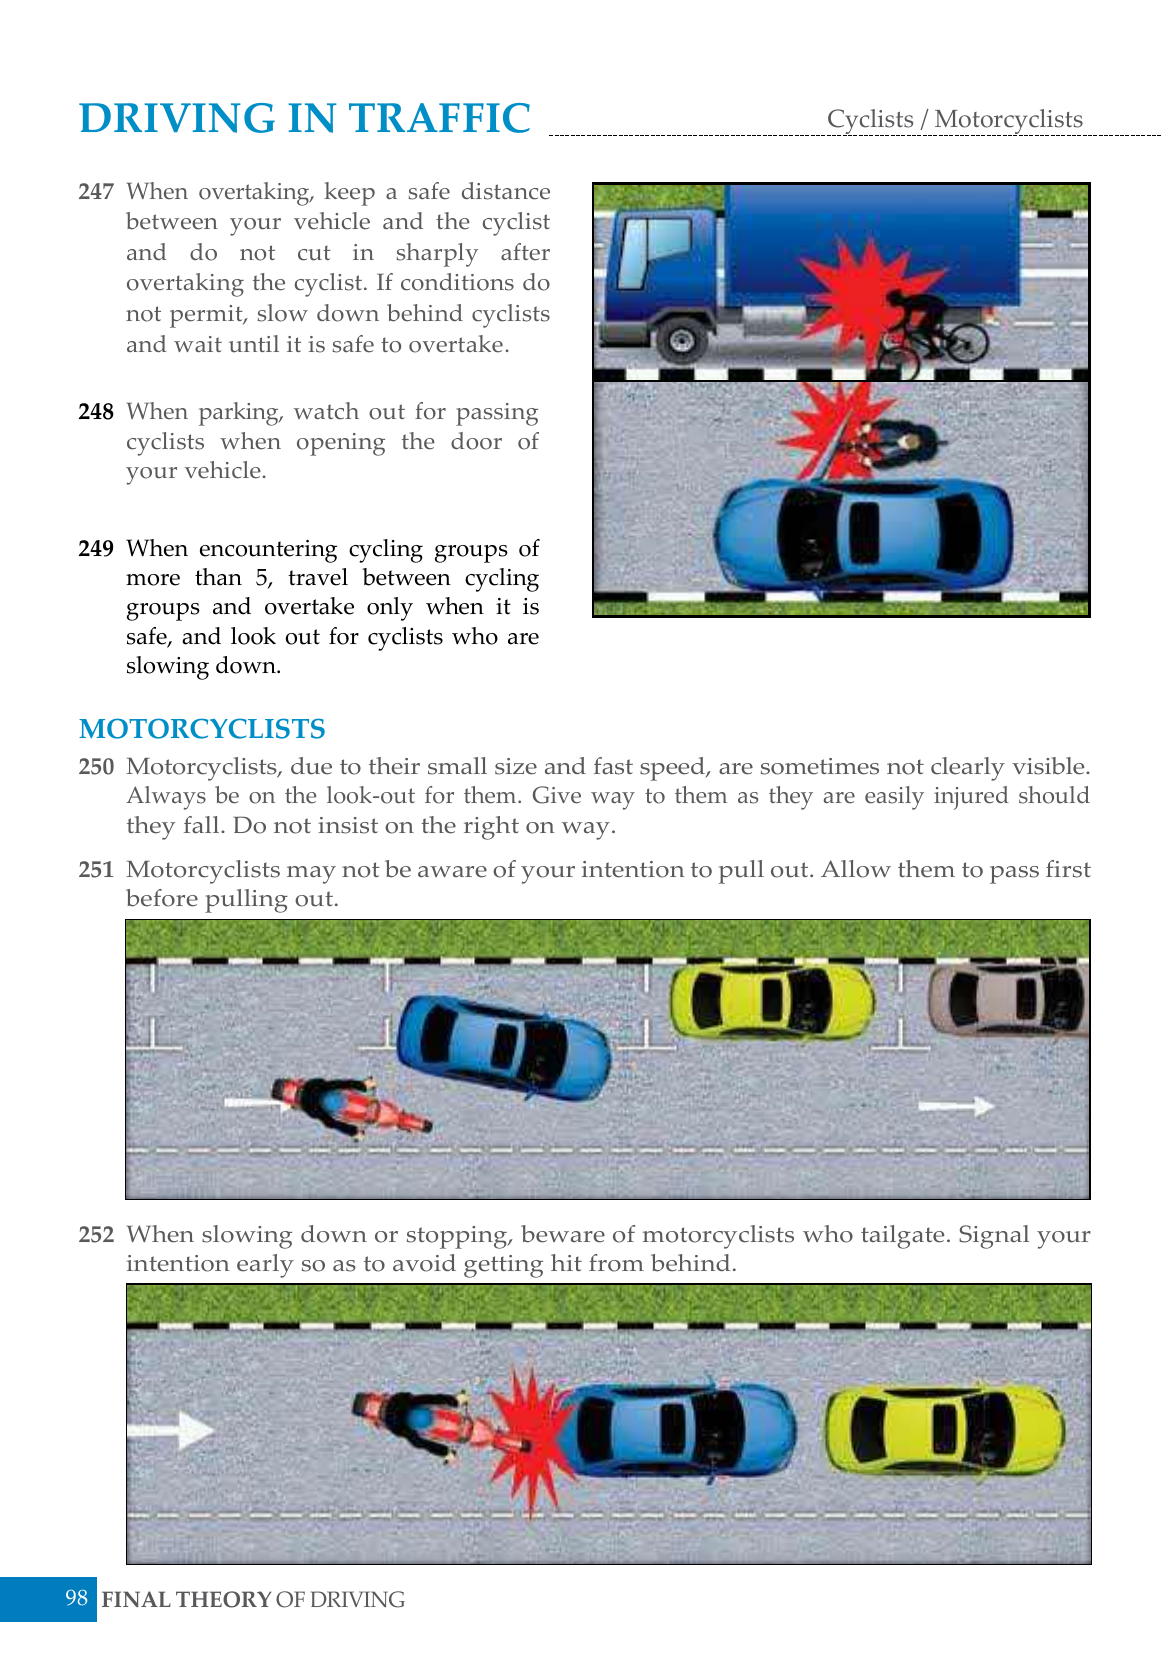 DRIVING IN TRAFFIC
Cyclists / Motorcyclists
247 When overtaking, keep a safe distance
between your vehicle and the cyclist
and do not cut in sharply after
overtaking the cyclist. If conditions do
not permit, slow down behind cyclists
and wait until it is safe to overtake.
248 When parking, watch out for passing
cyclists when opening the door of
your vehicle.
249 When encountering cycling groups of
more than 5, travel between cycling
groups and overtake only when it is
safe, and look out for cyclists who are
slowing down.
MOTORCYCLISTS
250 Motorcyclists, due to their small size and fast speed, are sometimes not clearly visible.
Always be on the look-out for them. Give way to them as they are easily injured should
they fall. Do not insist on the right on way.
251 Motorcyclists may not be aware of your intention to pull out. Allow them to pass first
before pulling out.
252 When slowing down or stopping, beware of motorcyclists who tailgate. Signal your
intention early so as to avoid getting hit from behind.
98 FINAL THEORY OF DRIVING